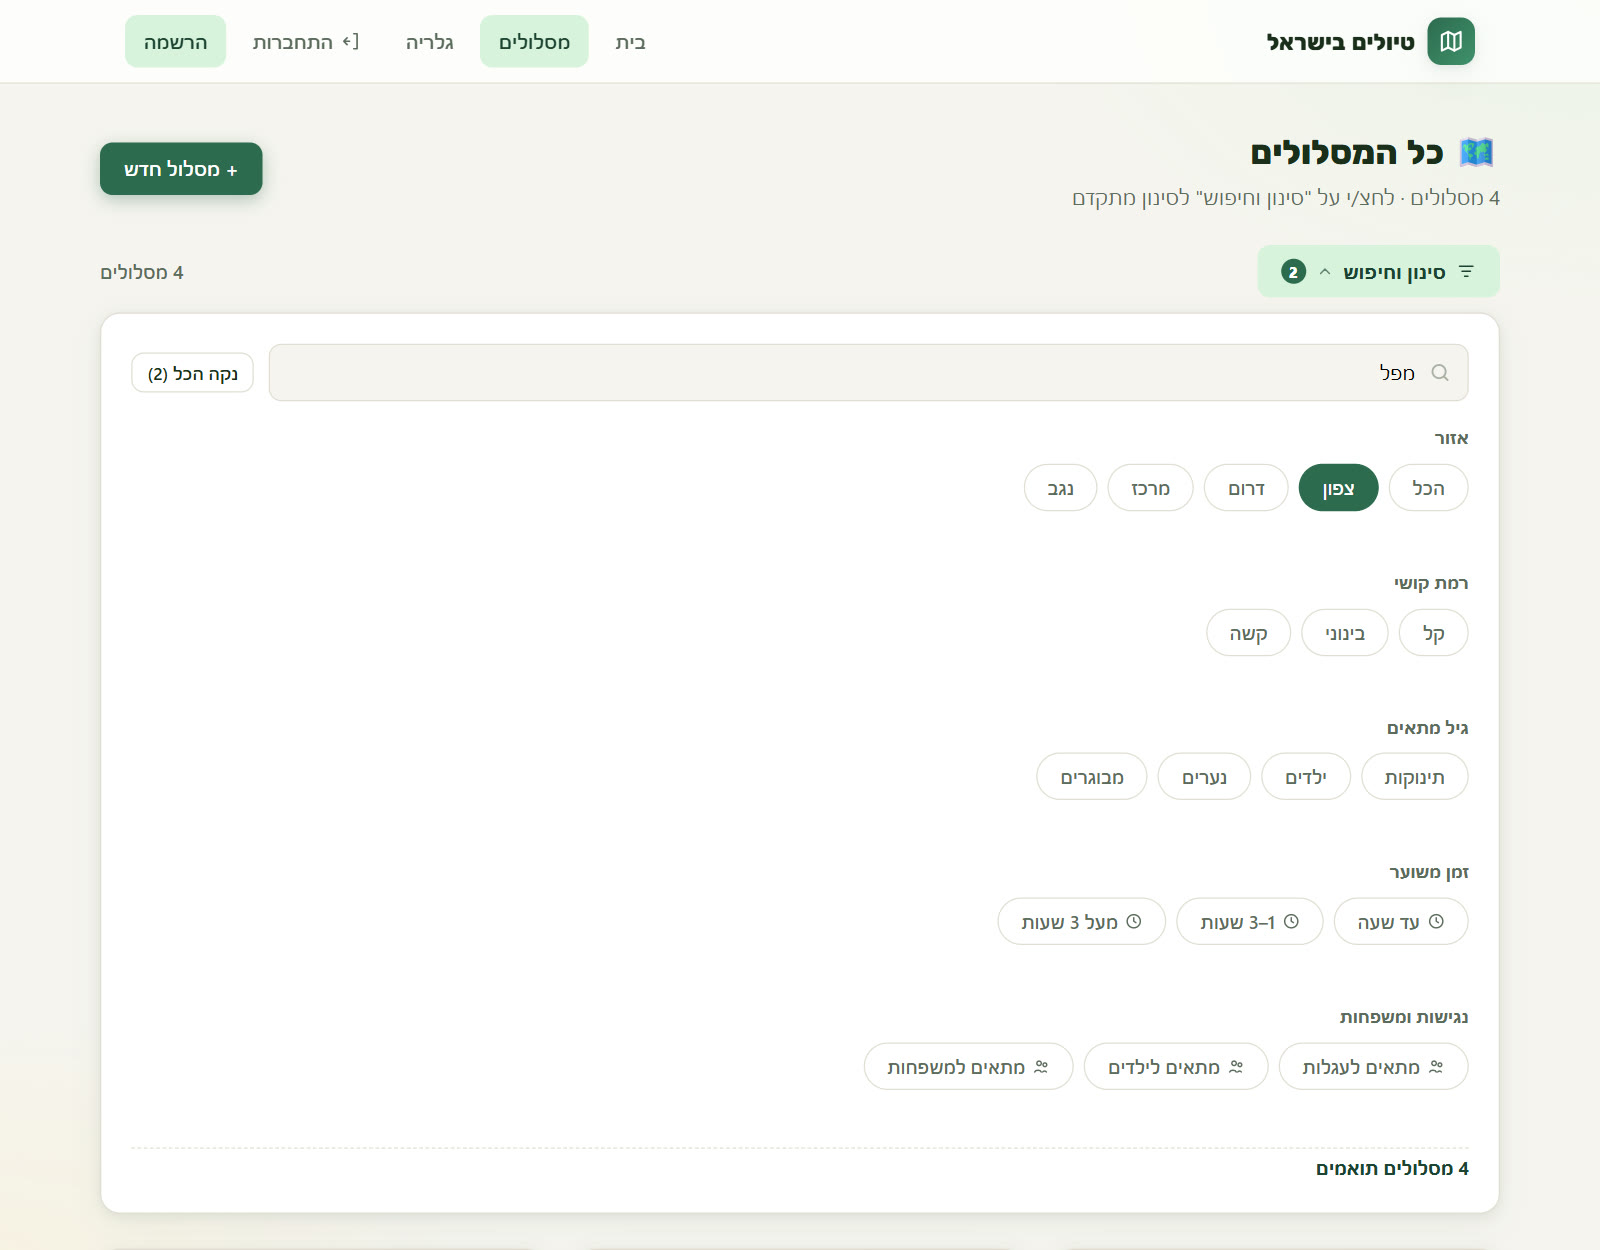 טיולים בישראל
בית
מסלולים
גלריה
התחברות
הרשמה
כל המסלולים
4 מסלולים · לחצ/י על "סינון וחיפוש" לסינון מתקדם
+ מסלול חדש
סינון וחיפוש 2
4 מסלולים
מפל
נקה הכל (2)
אזור
הכל
צפון
דרום
מרכז
נגב
רמת קושי
קל
בינוני
קשה
גיל מתאים
תינוקות
ילדים
נערים
מבוגרים
זמן משוער
עד שעה
1–3 שעות
מעל 3 שעות
נגישות ומשפחות
מתאים לעגלות
מתאים לילדים
מתאים למשפחות
4 מסלולים תואמים